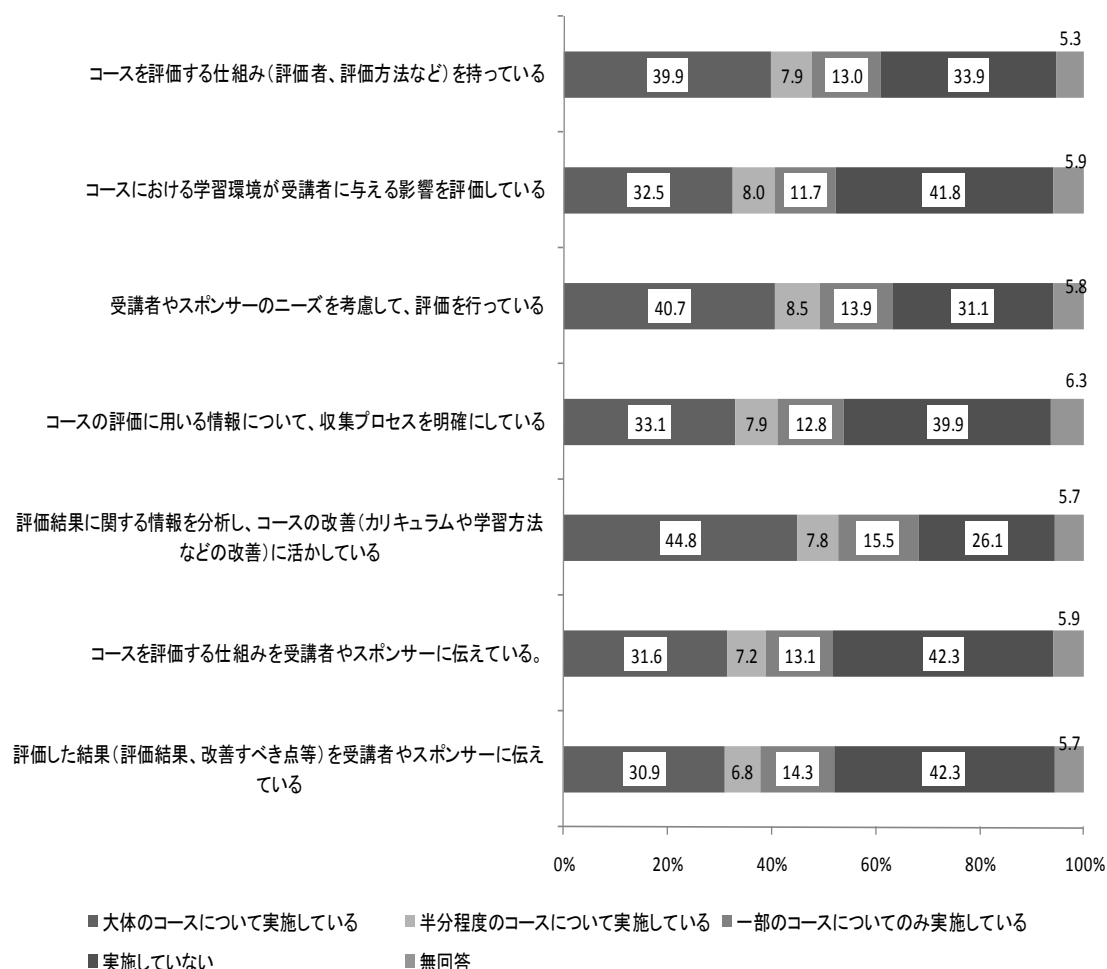 5.3
コースを評価する仕組み(評価者、評価方法など)を持っている
39.9 7.9 13.0 33.9
5.9
コースにおける学習環境が受講者に与える影響を評価している
32.5 8.0 11.7 41.8
5.8
受講者やスポンサーのニーズを考慮して、評価を行っている
40.7 8.5 13.9 31.1
6.3
コースの評価に用いる情報について、収集プロセスを明確にしている
33.1 7.9 12.8 39.9
5.7
評価結果に関する情報を分析し、コースの改善(カリキュラムや学習方法
などの改善)に活かしている
44.8 7.8 15.5 26.1
5.9
コースを評価する仕組みを受講者やスポンサーに伝えている。
31.6 7.2 13.1 42.3
5.7
評価した結果(評価結果、改善すべき点等)を受講者やスポンサーに伝え
ている
30.9 6.8 14.3 42.3
0% 20% 40% 60% 80% 100%
大体のコースについて実施している 半分程度のコースについて実施している 一部のコースについてのみ実施している
実施していない 無回答